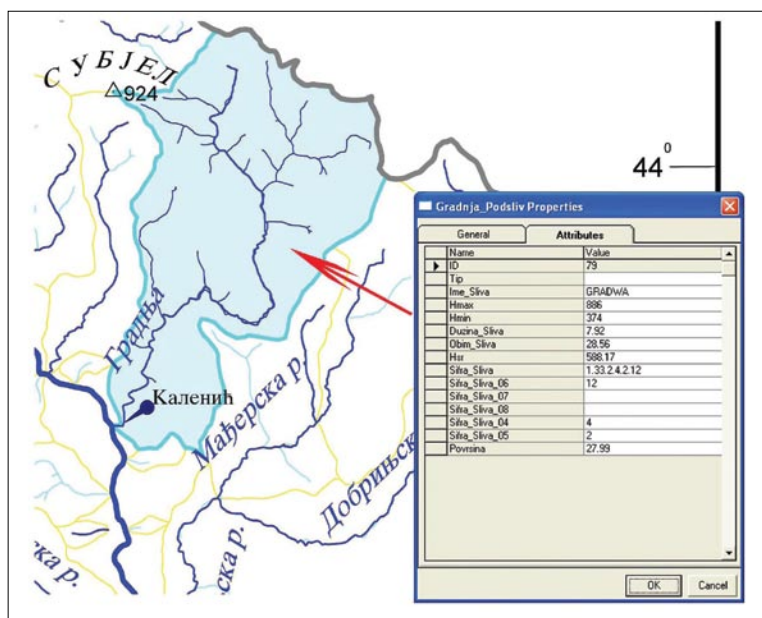 СУБЈЕЛ
924
44⁰
Градња
Каленић
Мађерска р.
Добрињск
ска р.
ска р.
Gradnja_Podsliv Properties
General Attributes
Name Value
ID 79
Tip
Ime_Sliva GRADWA
Hmax 886
Hmin 374
Duzina_Sliva 7.92
Obim_Sliva 28.56
Hsr 588.17
Sifra_Sliva 1.33.2.4.2.12
Sifra_Sliva_06 12
Sifra_Sliva_07
Sifra_Sliva_08
Sifra_Sliva_04 4
Sifra_Sliva_05 2
Povrsina 27.99
OK Cancel